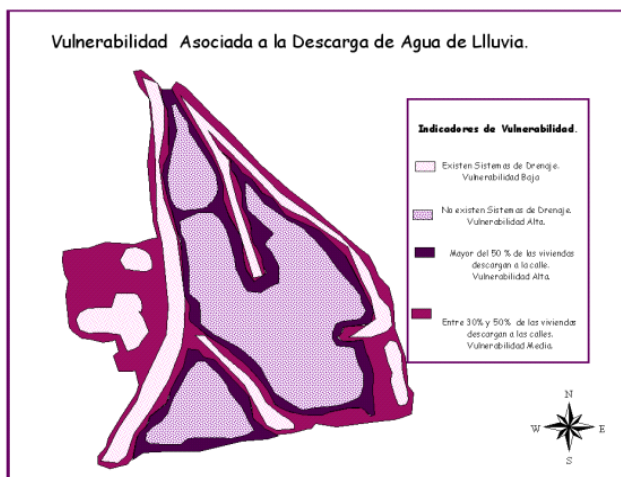 Vulnerabilidad Asociada a la Descarga de Agua de Llluvia.
Indicadores de Vulnerabilidad.
Existen Sistemas de Drenaje.
Vulnerabilidad Baja
No existen Sistemas de Drenaje.
Vulnerabilidad Alta.
Mayor del 50 % de las viviendas
descargan a la calle.
Vulnerabilidad Alta.
Entre 30% y 50% de las viviendas
descargan a las calles.
Vulnerabilidad Media.
N
W E
S